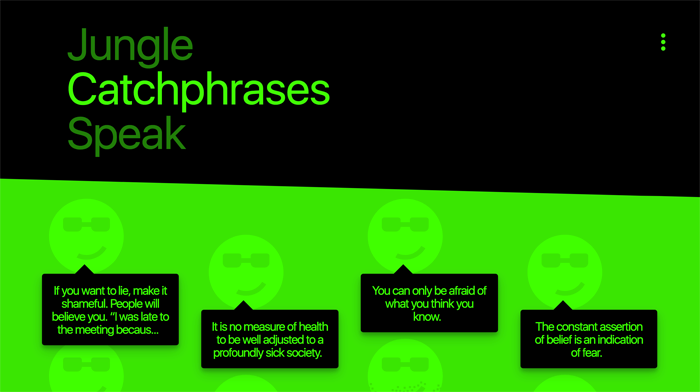 Jungle
Catchphrases
Speak
If you want to lie, make it
shameful. People will
believe you. “I was late to
the meeting becaus...
It is no measure of health
to be well adjusted to a
profoundly sick society.
You can only be afraid of
what you think you
know.
The constant assertion
of belief is an indication
of fear.